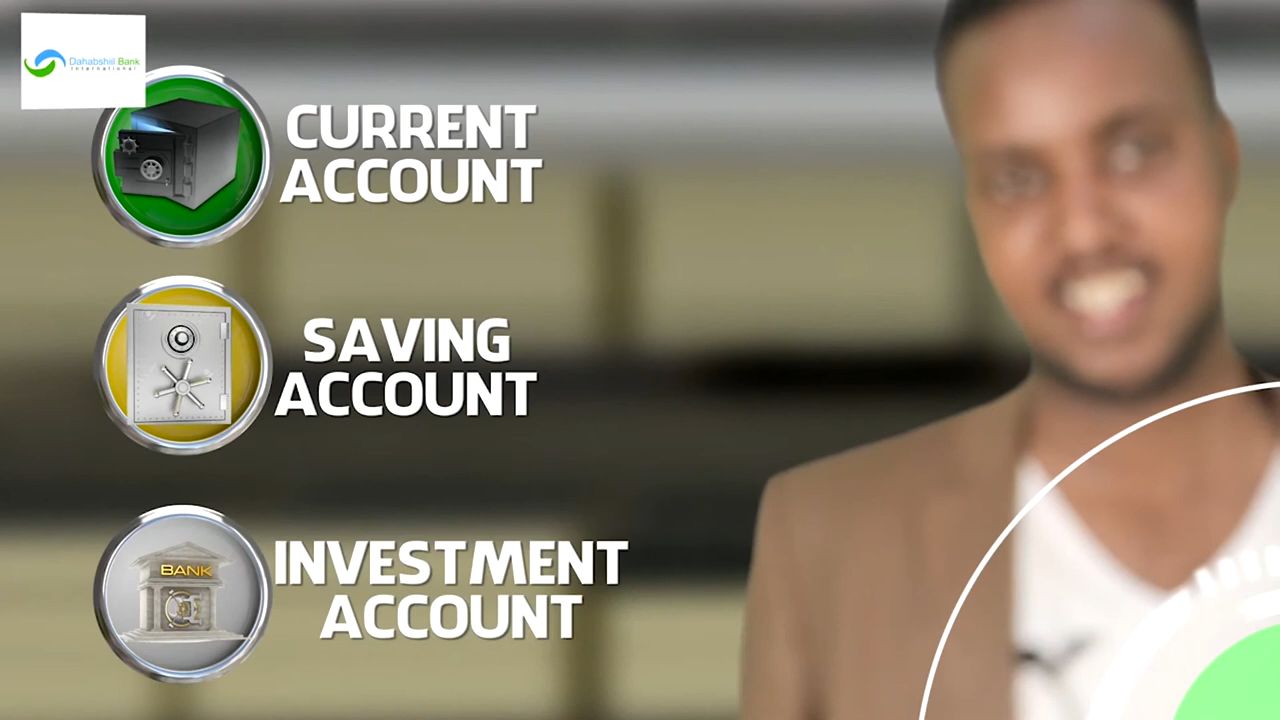 Dahabshiil Bank
International
CURRENT
ACCOUNT
SAVING
ACCOUNT
BANK
INVESTMENT
ACCOUNT